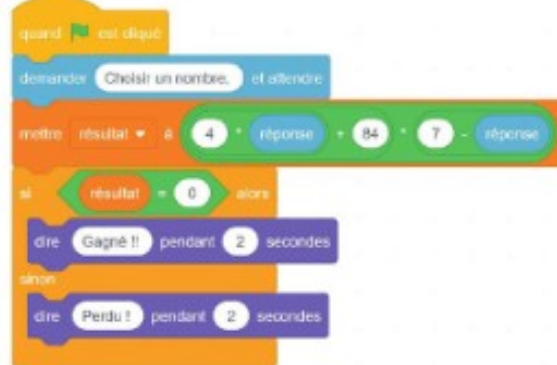 quand est cliqué
demander Choisir un nombre. et attendre
mettre résultat à 4 * réponse + 84 * 7 - réponse
si résultat = 0 alors
dire Gagné !! pendant 2 secondes
sinon
dire Perdu ! pendant 2 secondes